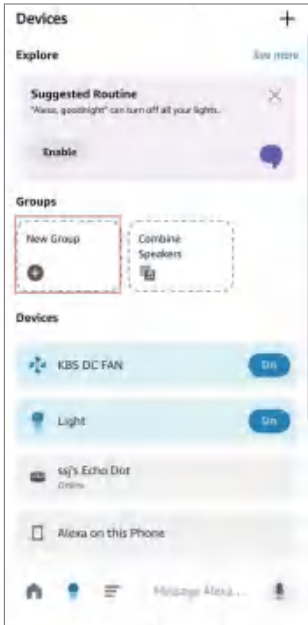 Devices
Explore See more
Suggested Routine
"Alexa, goodnight" can turn off all your lights.
Enable
Groups
New Group
Combine
Speakers
Devices
KBS DC FAN On
Light On
ssj's Echo Dot
Online
Alexa on this Phone
Message Alexa...